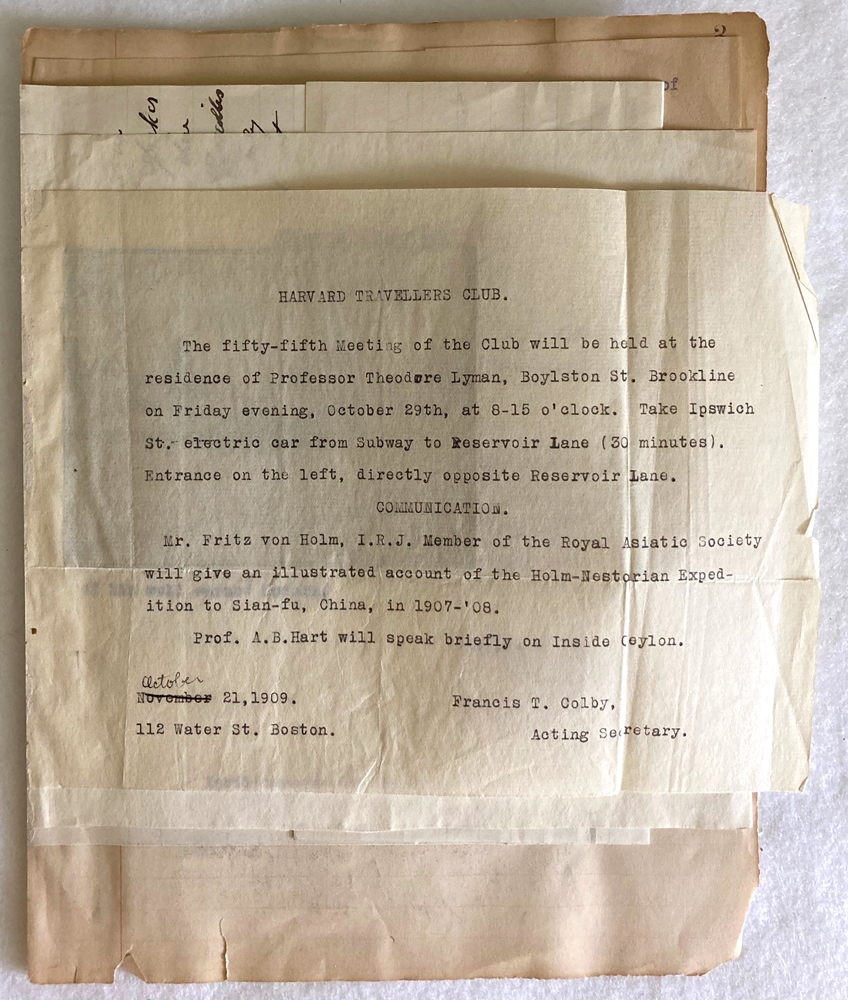 2
of
HARVARD TRAVELLERS CLUB.
The fifty-fifth Meeting of the Club will be held at the
residence of Professor Theodore Lyman, Boylston St. Brookline
on Friday evening, October 29th, at 8-15 o'clock. Take Ipswich
St. electric car from Subway to Reservoir Lane (30 minutes).
Entrance on the left, directly opposite Reservoir Lane.
COMMUNICATION.
Mr. Fritz von Holm, I.R.J. Member of the Royal Asiatic Society
will give an illustrated account of the Holm-Nestorian Exped-
ition to Sian-fu, China, in 1907-'08.
Prof. A.B.Hart will speak briefly on Inside Ceylon.
October
November 21,1909.
Francis T. Colby,
112 Water St. Boston.
Acting Secretary.